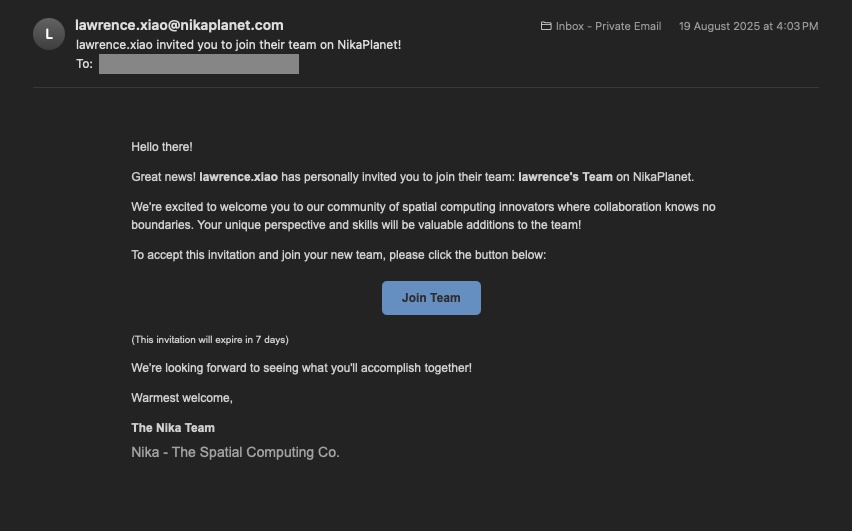 L
lawrence.xiao@nikaplanet.com
Inbox - Private Email
19 August 2025 at 4:03 PM
lawrence.xiao invited you to join their team on NikaPlanet!
To:
Hello there!
Great news! lawrence.xiao has personally invited you to join their team: lawrence's Team on NikaPlanet.
We're excited to welcome you to our community of spatial computing innovators where collaboration knows no
boundaries. Your unique perspective and skills will be valuable additions to the team!
To accept this invitation and join your new team, please click the button below:
Join Team
(This invitation will expire in 7 days)
We're looking forward to seeing what you'll accomplish together!
Warmest welcome,
The Nika Team
Nika - The Spatial Computing Co.